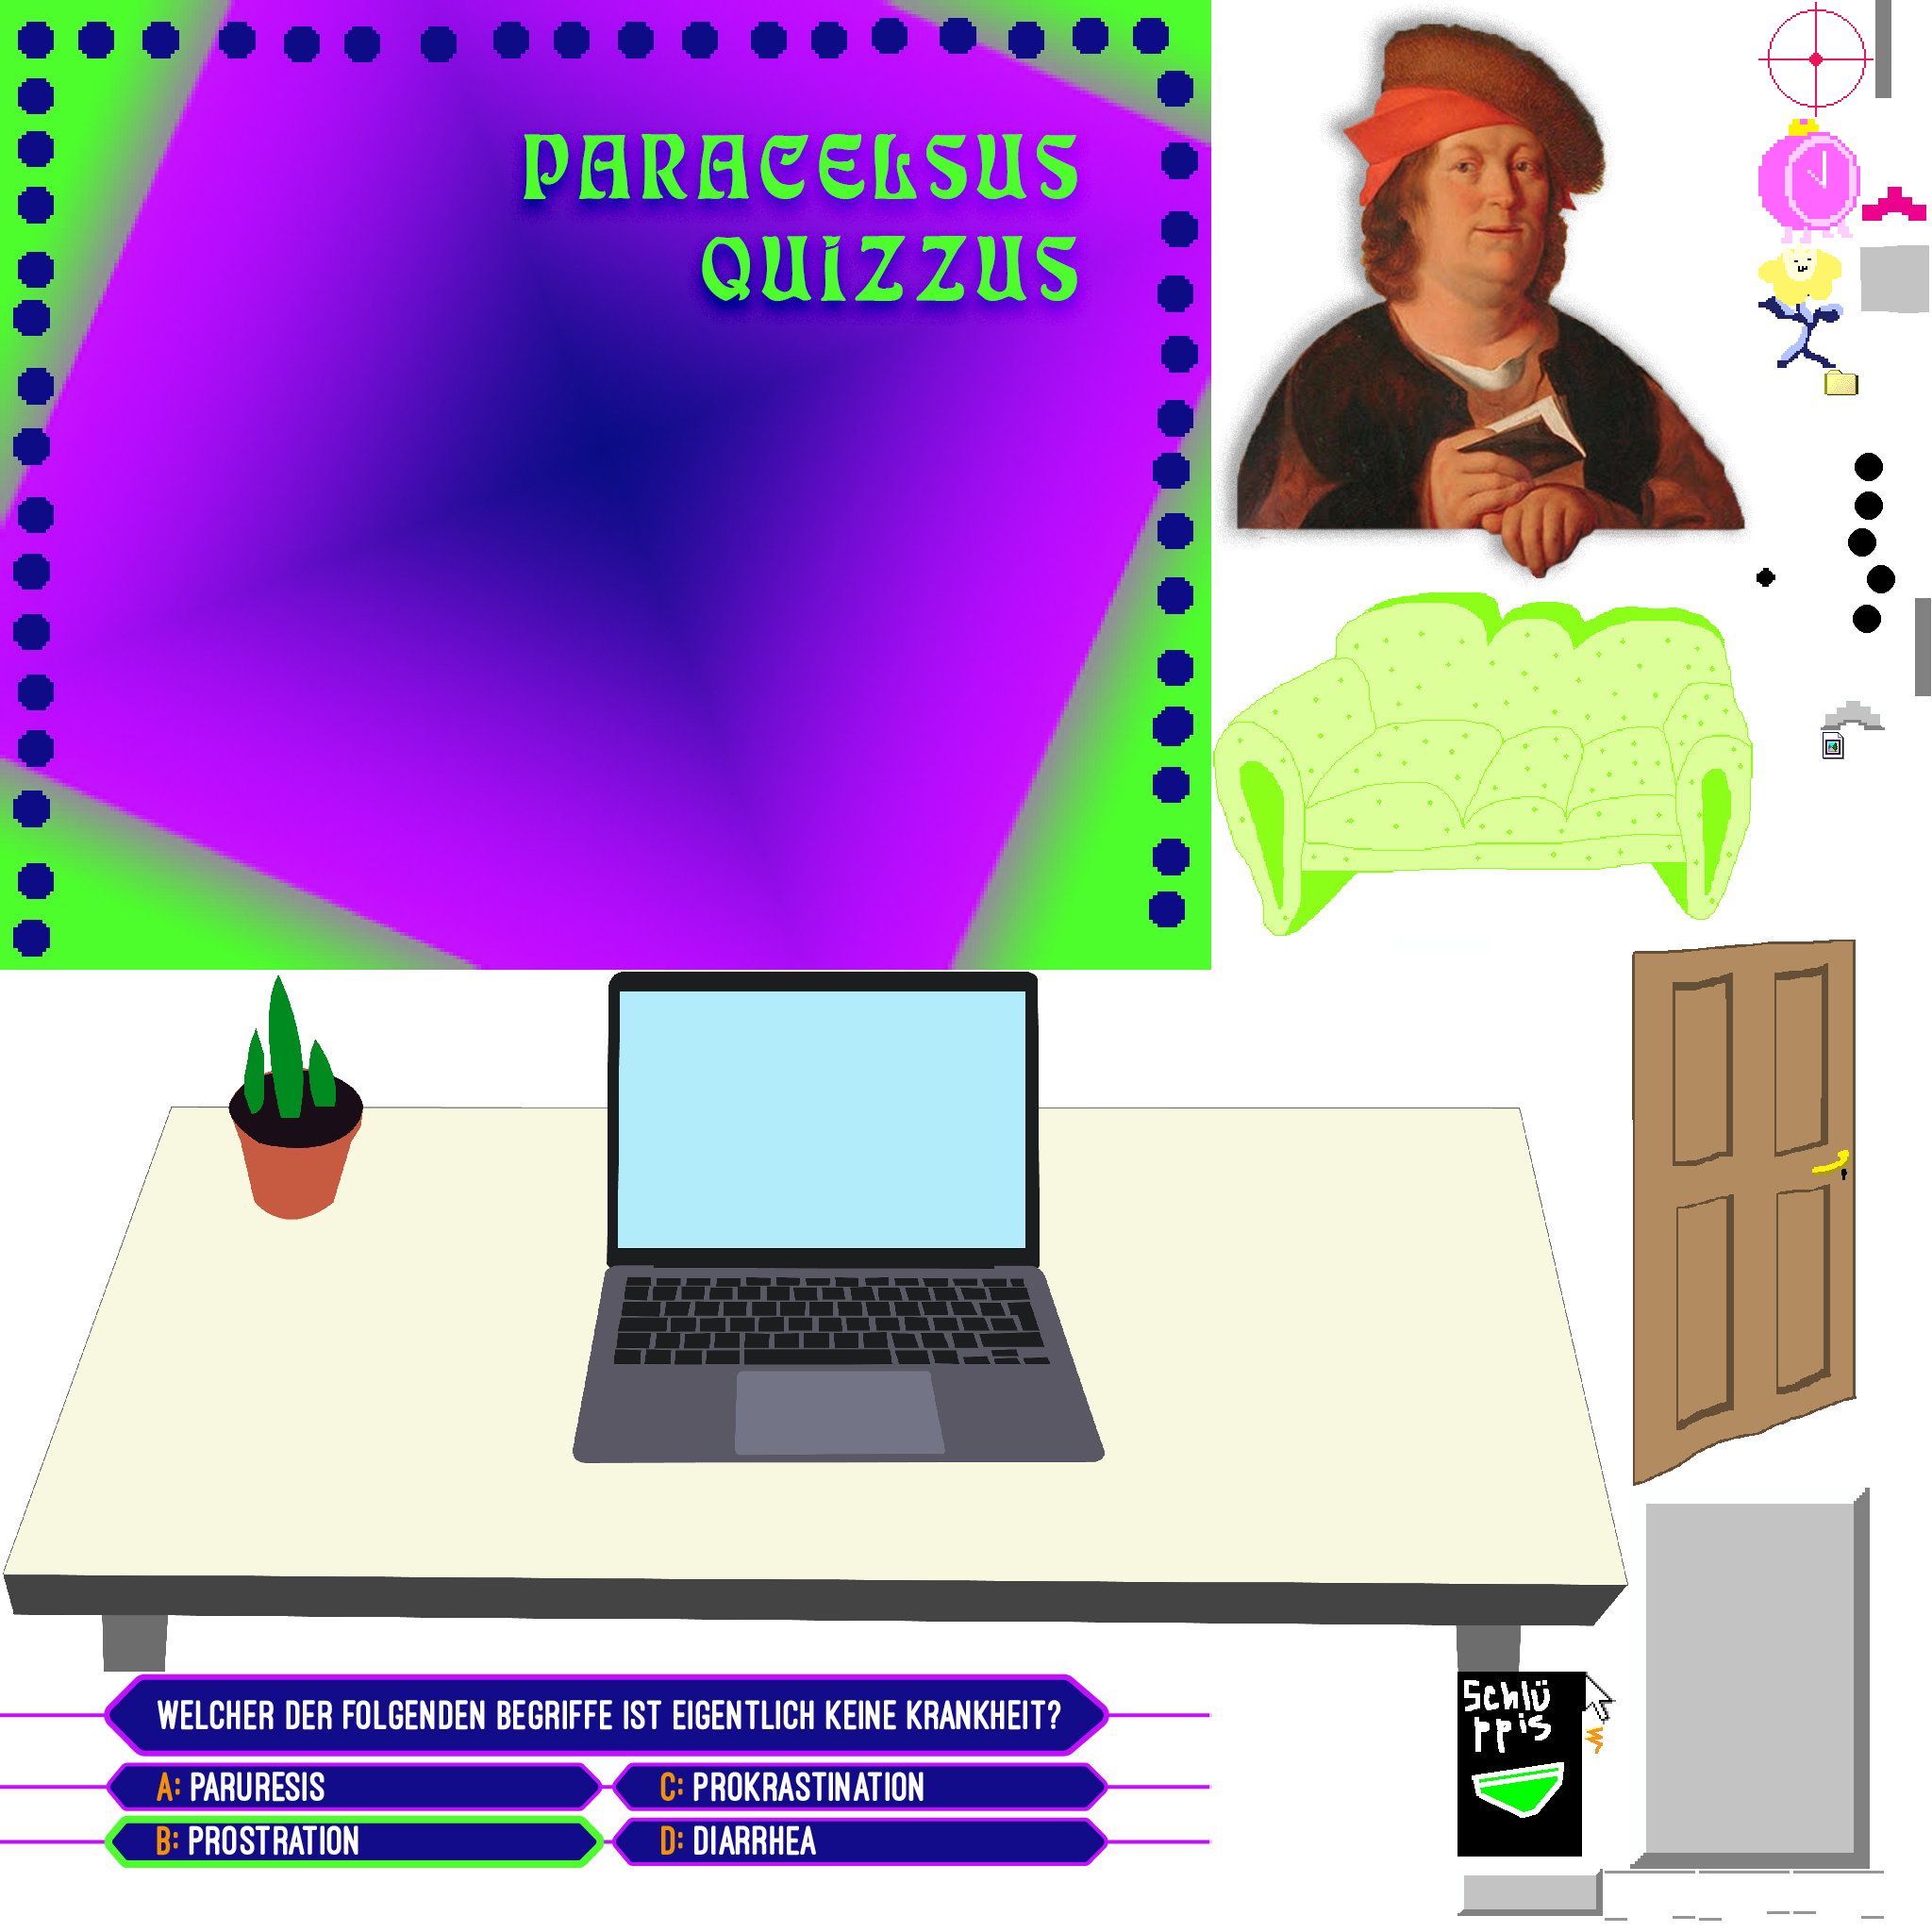 PARACELSUS
QUIZZUS
WELCHER DER FOLGENDEN BEGRIFFE IST EIGENTLICH KEINE KRANKHEIT?
A: PARURESIS
C: PROKRASTINATION
B: PROSTRATION
D: DIARRHEA
Schlü
ppis